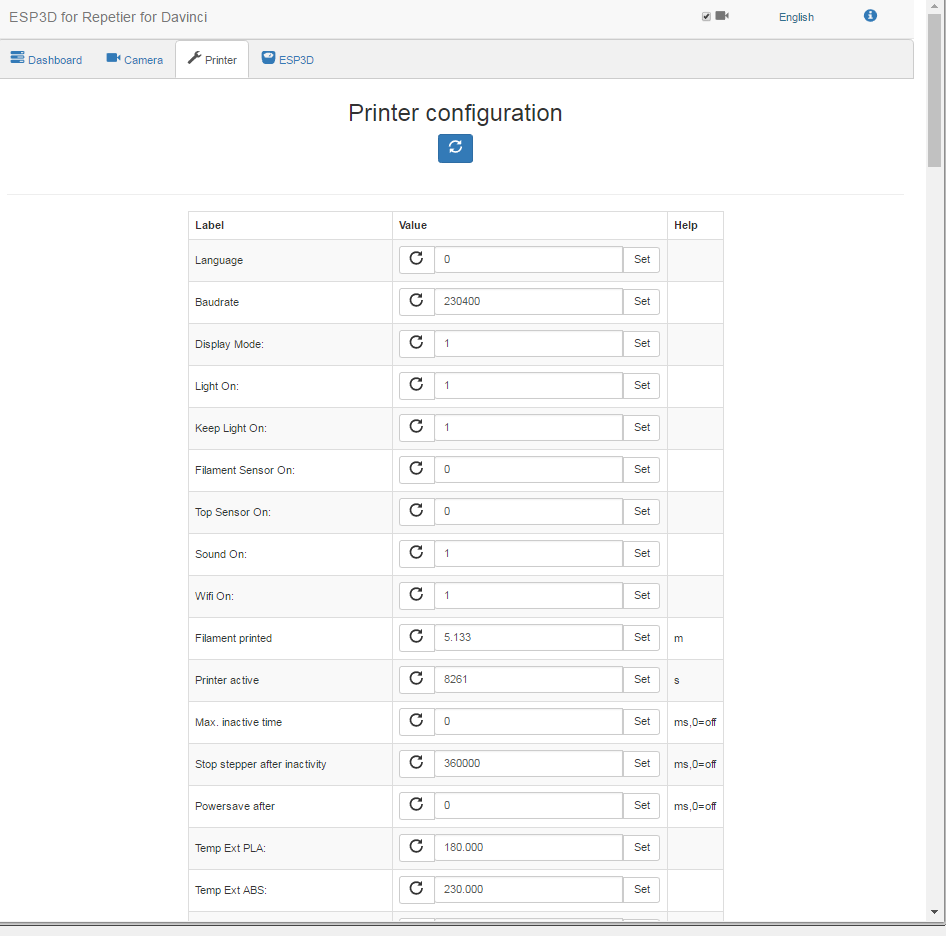 ESP3D for Repetier for Davinci English
Dashboard Camera Printer ESP3D
Printer configuration
Label Value Help
Language 0 Set
Baudrate 230400 Set
Display Mode: 1 Set
Light On: 1 Set
Keep Light On: 1 Set
Filament Sensor On: 0 Set
Top Sensor On: 0 Set
Sound On: 1 Set
Wifi On: 1 Set
Filament printed 5.133 Set m
Printer active 8261 Set s
Max. inactive time 0 Set ms,0=off
Stop stepper after inactivity 360000 Set ms,0=off
Powersave after 0 Set ms,0=off
Temp Ext PLA: 180.000 Set
Temp Ext ABS: 230.000 Set